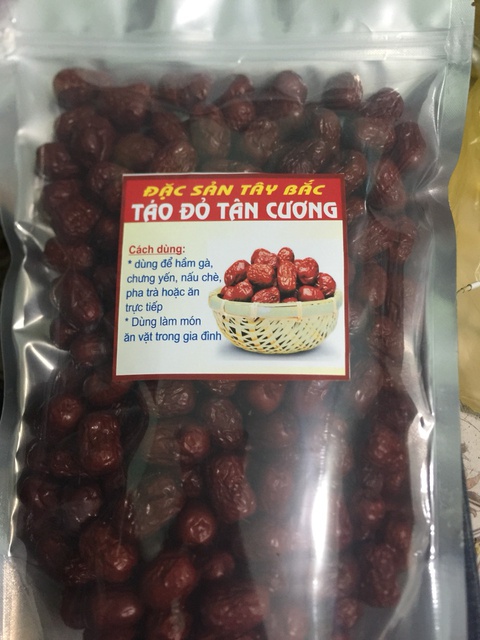 ĐẶC SẢN TÂY BẮC
TÁO ĐỎ TÂN CƯƠNG
Cách dùng:
* dùng để hầm gà,
chưng yến, nấu chè,
pha trà hoặc ăn
trực tiếp
* Dùng làm món
ăn vặt trong gia đình